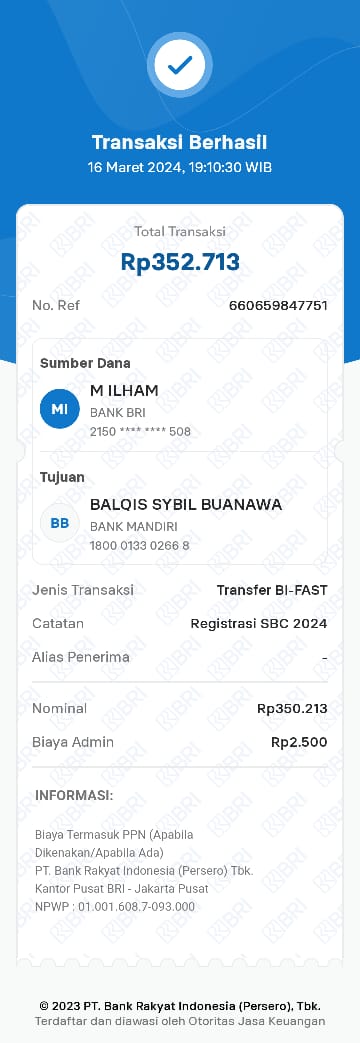 Transaksi Berhasil
16 Maret 2024, 19:10:30 WIB
Total Transaksi
Rp352.713
No. Ref 660659847751
Sumber Dana
MI
M ILHAM
BANK BRI
2150 **** **** 508
Tujuan
BB
BALQIS SYBIL BUANAWA
BANK MANDIRI
1800 0133 0266 8
Jenis Transaksi Transfer BI-FAST
Catatan Registrasi SBC 2024
Alias Penerima -
Nominal Rp350.213
Biaya Admin Rp2.500
INFORMASI:
Biaya Termasuk PPN (Apabila
Dikenakan/Apabila Ada)
PT. Bank Rakyat Indonesia (Persero) Tbk.
Kantor Pusat BRI - Jakarta Pusat
NPWP : 01.001.608.7-093.000
© 2023 PT. Bank Rakyat Indonesia (Persero), Tbk.
Terdaftar dan diawasi oleh Otoritas Jasa Keuangan